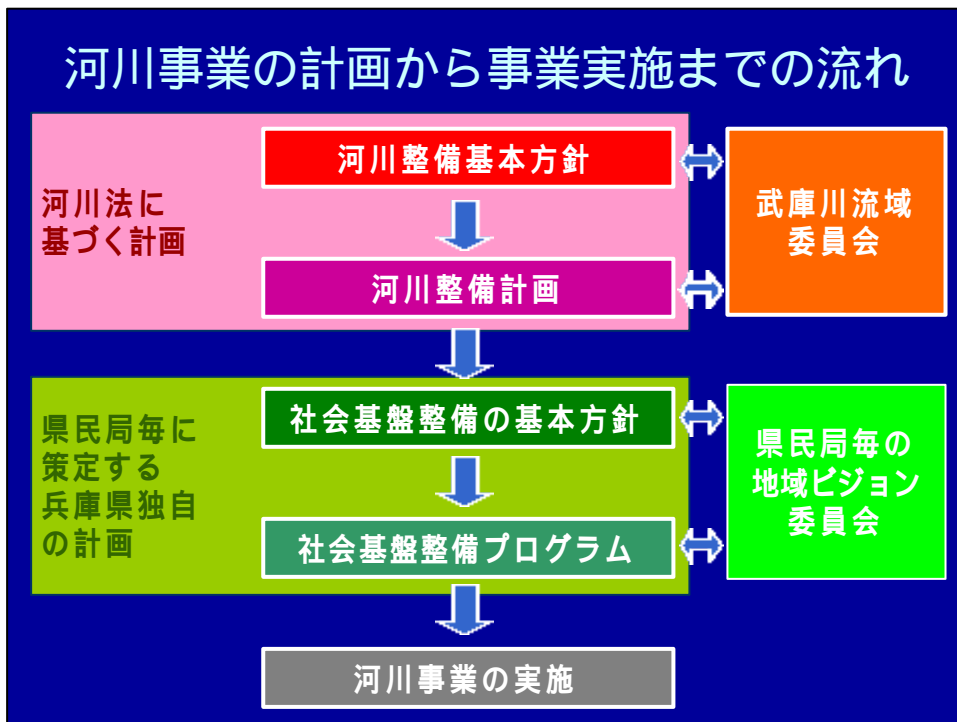 河川事業の計画から事業実施までの流れ
河川法に
基づく計画
河川整備基本方針
河川整備計画
武庫川流域
委員会
県民局毎に
策定する
兵庫県独自
の計画
社会基盤整備の基本方針
社会基盤整備プログラム
県民局毎の
地域ビジョン
委員会
河川事業の実施